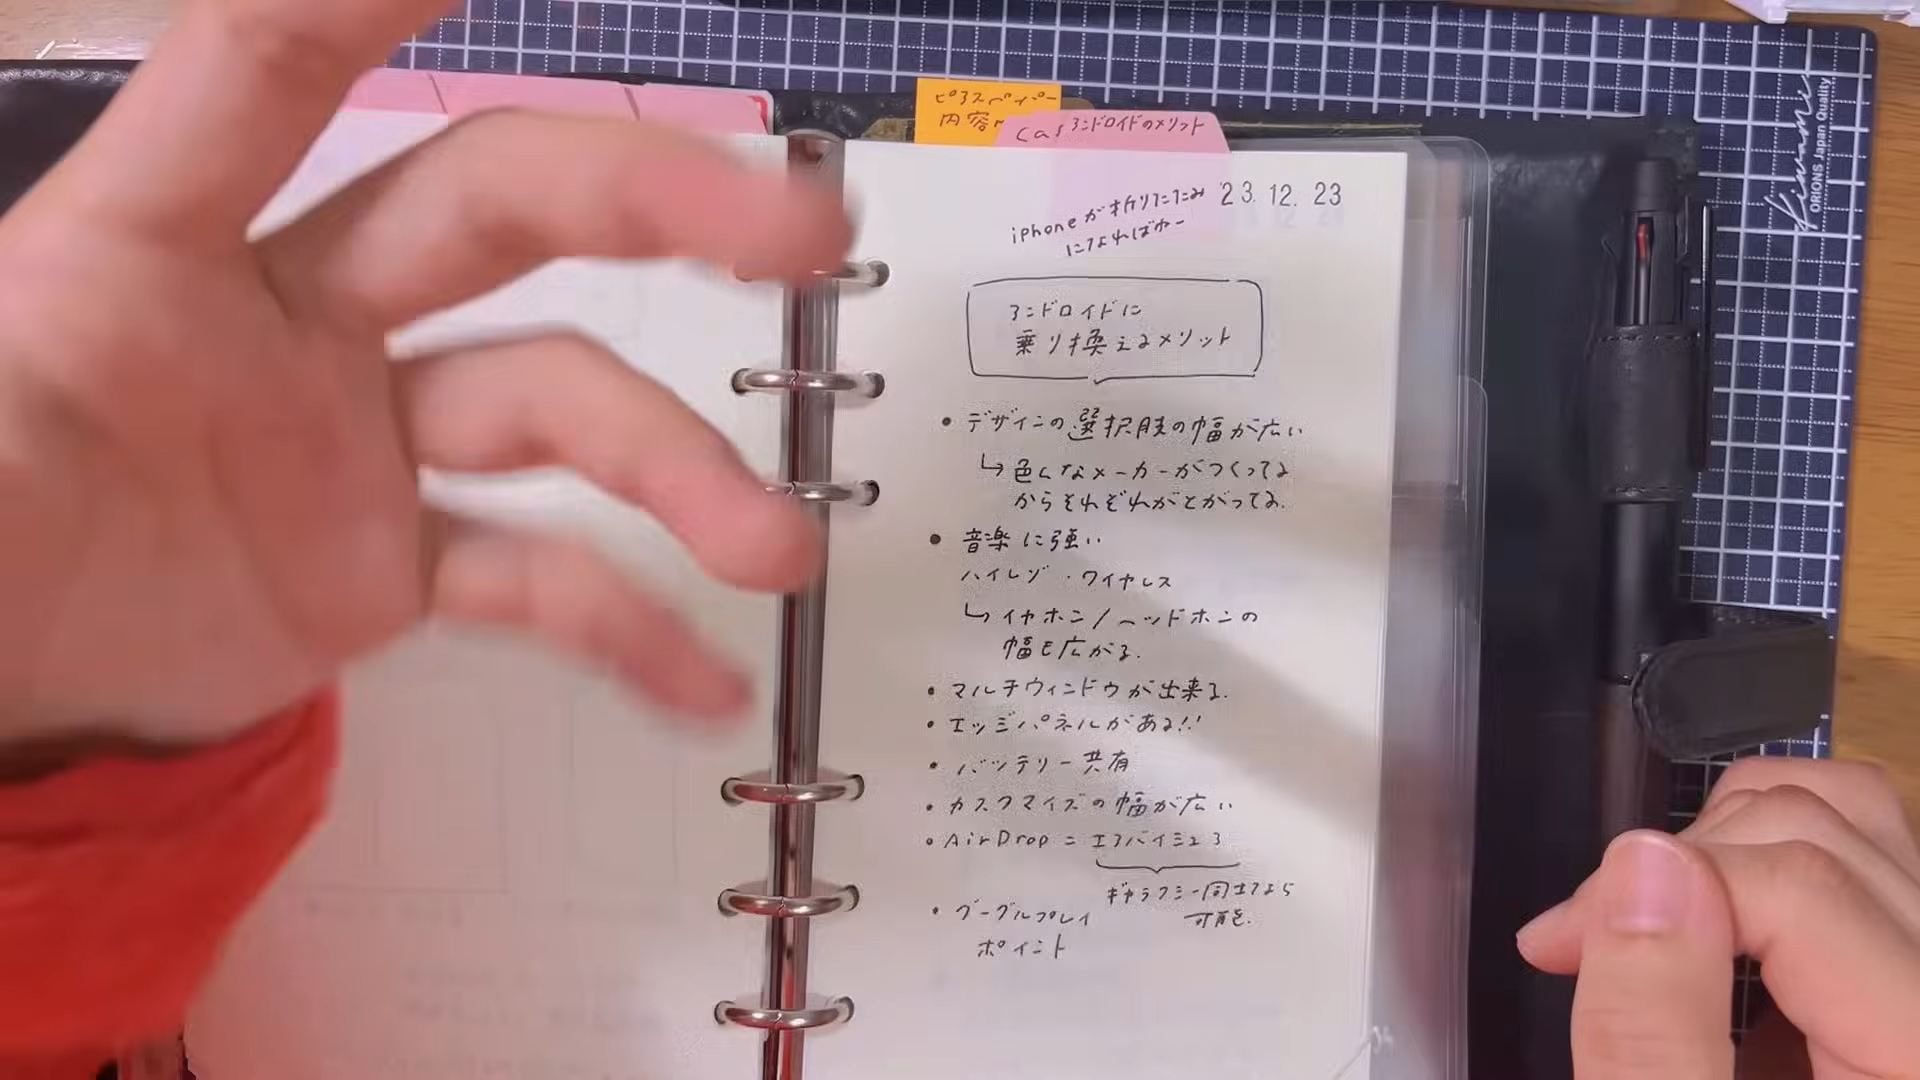 ピアスペーパー
内容
Cas
アンドロイドのメリット
'23.12.23
iphoneが折りたたみ
になればなー
アンドロイドに
乗り換えるメリット
• デザインの選択肢の幅が広い
↳ 色んなメーカーがつくってる
からそれぞれがとがってる.
• 音楽に強い
ハイレゾ・ワイヤレス
↳ イヤホン/ヘッドホンの
幅も広がる.
• マルチウィンドウが出来る.
• エッジパネルがある!!
• バッテリー共有
• カスタマイズの幅が広い
• AirDrop = エアバイシェア
ギャラクシー同士なら
可能.
• グーグルプレイ
ポイント
Kiwame
ORIONS Japan Quality